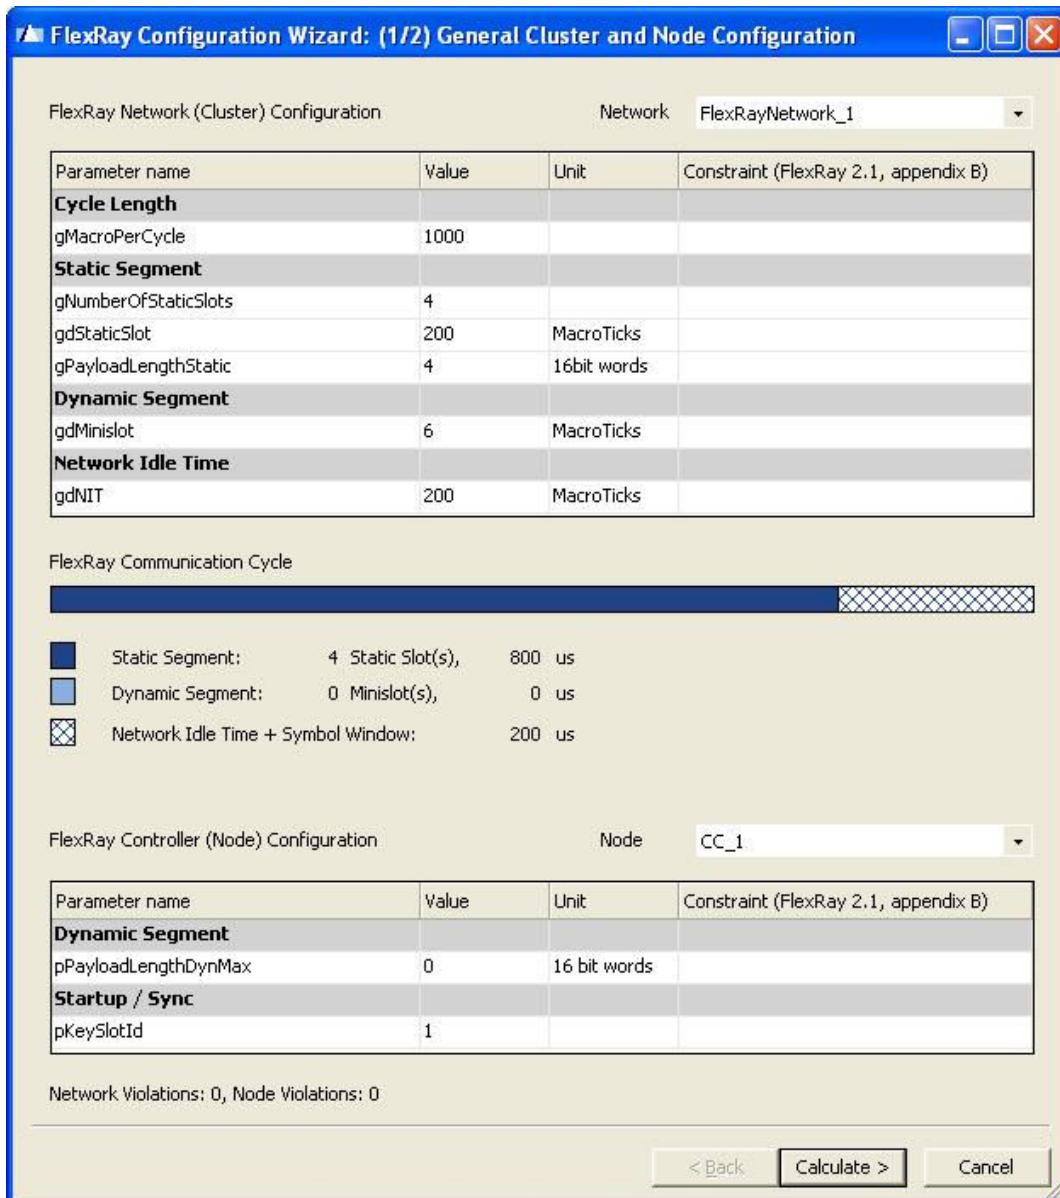 FlexRay Configuration Wizard: (1/2) General Cluster and Node Configuration
FlexRay Network (Cluster) Configuration Network FlexRayNetwork_1
Parameter name Value Unit Constraint (FlexRay 2.1, appendix B)
Cycle Length
gMacroPerCycle 1000
Static Segment
gNumberOfStaticSlots 4
gdStaticSlot 200 MacroTicks
gPayloadLengthStatic 4 16bit words
Dynamic Segment
gdMinislot 6 MacroTicks
Network Idle Time
gdNIT 200 MacroTicks
FlexRay Communication Cycle
Static Segment: 4 Static Slot(s), 800 us
Dynamic Segment: 0 Minislot(s), 0 us
Network Idle Time + Symbol Window: 200 us
FlexRay Controller (Node) Configuration Node CC_1
Parameter name Value Unit Constraint (FlexRay 2.1, appendix B)
Dynamic Segment
pPayloadLengthDynMax 0 16 bit words
Startup / Sync
pKeySlotId 1
Network Violations: 0, Node Violations: 0
< Back Calculate > Cancel